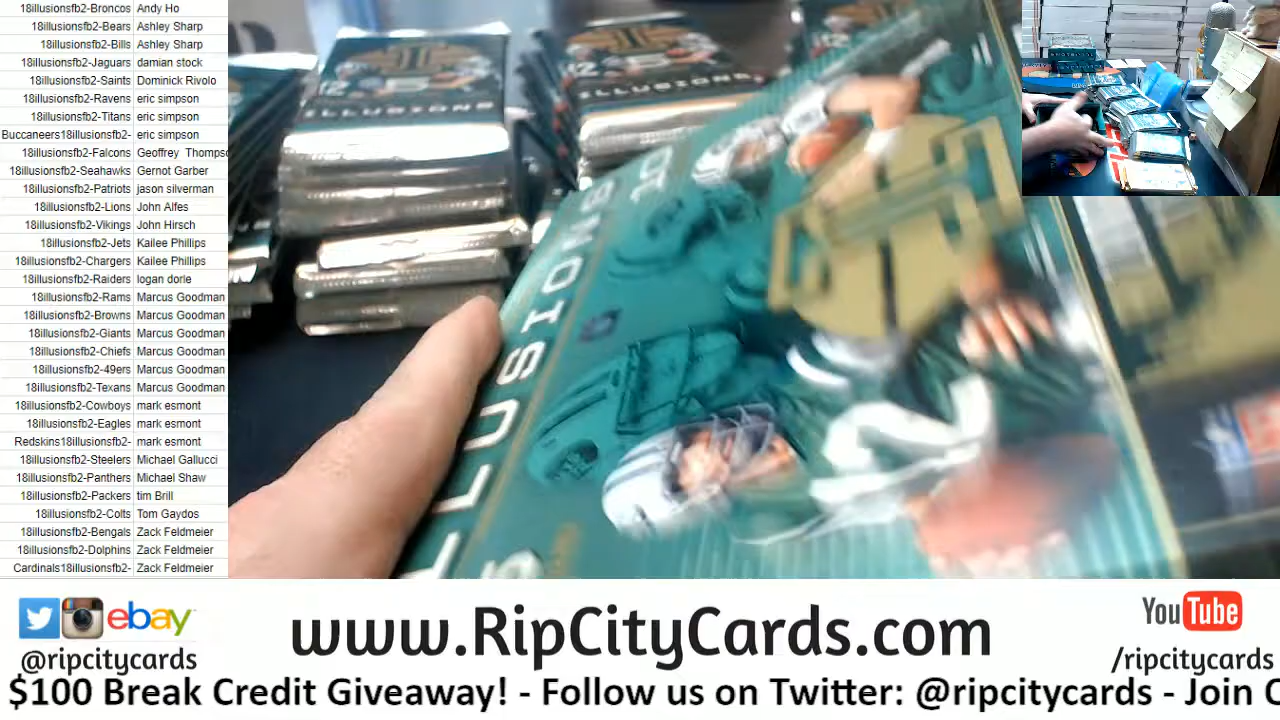 18illusionsfb2-Broncos Andy Ho
18illusionsfb2-Bears Ashley Sharp
18illusionsfb2-Bills Ashley Sharp
18illusionsfb2-Jaguars damian stock
18illusionsfb2-Saints Dominick Rivolo
18illusionsfb2-Ravens eric simpson
18illusionsfb2-Titans eric simpson
Buccaneers18illusionsfb2- eric simpson
18illusionsfb2-Falcons Geoffrey Thompso
18illusionsfb2-Seahawks Gernot Garber
18illusionsfb2-Patriots jason silverman
18illusionsfb2-Lions John Alfes
18illusionsfb2-Vikings John Hirsch
18illusionsfb2-Jets Kailee Phillips
18illusionsfb2-Chargers Kailee Phillips
18illusionsfb2-Raiders logan dorle
18illusionsfb2-Rams Marcus Goodman
18illusionsfb2-Browns Marcus Goodman
18illusionsfb2-Giants Marcus Goodman
18illusionsfb2-Chiefs Marcus Goodman
18illusionsfb2-49ers Marcus Goodman
18illusionsfb2-Texans Marcus Goodman
18illusionsfb2-Cowboys mark esmont
18illusionsfb2-Eagles mark esmont
Redskins18illusionsfb2- mark esmont
18illusionsfb2-Steelers Michael Gallucci
18illusionsfb2-Panthers Michael Shaw
18illusionsfb2-Packers tim Brill
18illusionsfb2-Colts Tom Gaydos
18illusionsfb2-Bengals Zack Feldmeier
18illusionsfb2-Dolphins Zack Feldmeier
Cardinals18illusionsfb2- Zack Feldmeier
12
ILLUSIONS
12
ILLUSIONS
12
ILLUSIONS
ebay
@ripcitycards
www.RipCityCards.com
YouTube
/ripcitycards
$100 Break Credit Giveaway! - Follow us on Twitter: @ripcitycards - Join